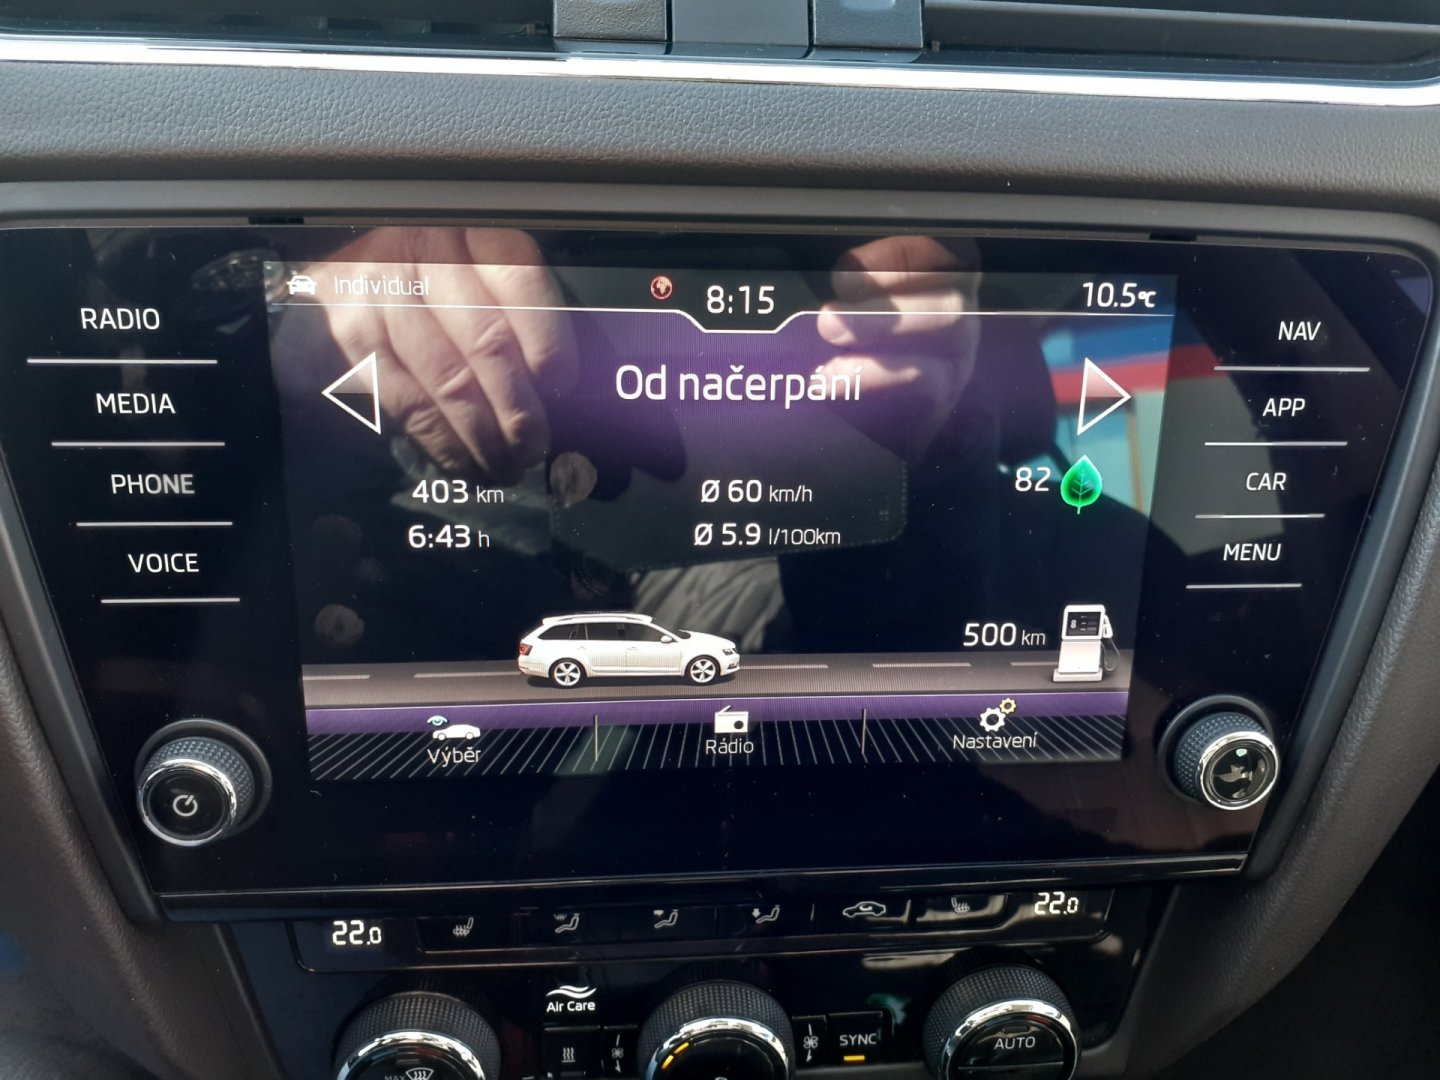 Individual
8:15
10.5°C
RADIO
MEDIA
PHONE
VOICE
NAV
APP
CAR
MENU
Od načerpání
403 km
6:43 h
Ø 60 km/h
Ø 5.9 l/100km
82
500 km
Výběr
Rádio
Nastavení
22.0
22.0
Air Care
SYNC
MAX
AUTO